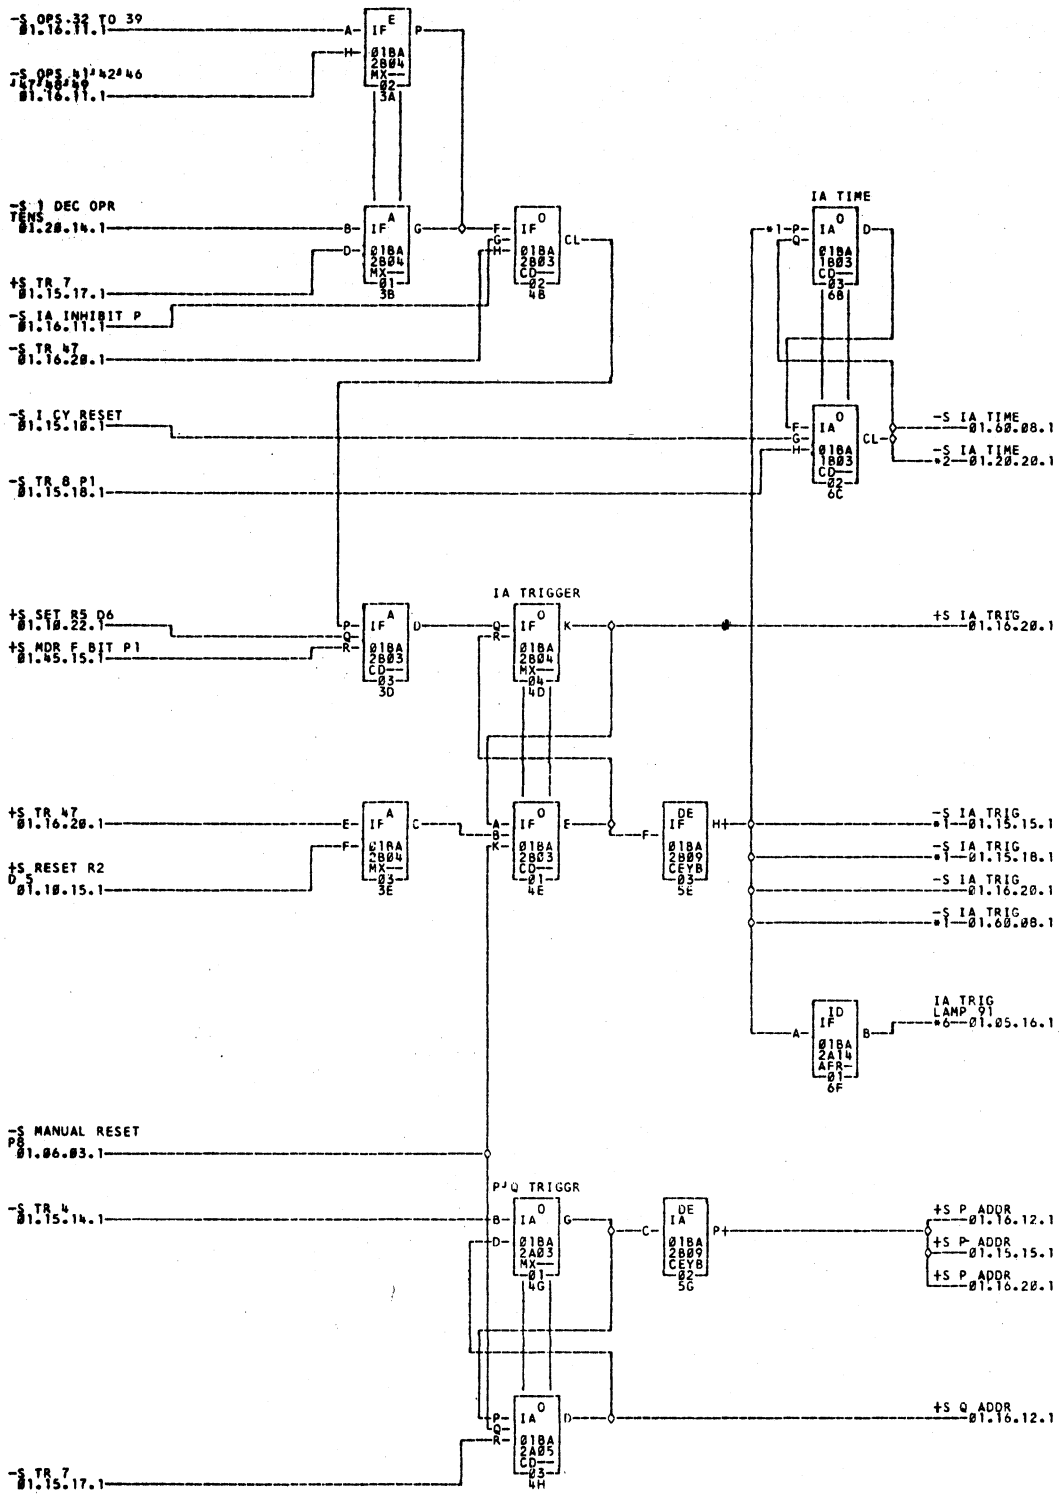 -S OPS 32 TO 39
01.16.11.1
A- IF E P
H-
01BA
2B04
MX--
02
3A
-S OPS 41 42 46
47 48 49
01.16.11.1
-S 1 DEC OPR
TENS
01.20.14.1
B- IF A G
D-
01BA
2B04
MX--
01
3B
F- IF O CL
G-
H-
01BA
2B03
CD--
02
4B
IA TIME
*1-P- IA O D
Q-
01BA
1B03
CD--
03
6B
+S TR 7
01.15.17.1
-S IA INHIBIT P
01.16.11.1
-S TR 47
01.16.20.1
-S I CY RESET
01.15.10.1
F- IA O CL
G-
H-
01BA
1B03
CD--
02
6C
-S IA TIME
01.60.08.1
-S IA TIME
*2--01.20.20.1
-S TR 8 P1
01.15.18.1
+S SET R5 D6
01.10.22.1
+S MDR F BIT P1
01.45.15.1
P- IF A D
Q-
R-
01BA
2B03
CD--
03
3D
IA TRIGGER
Q- IF O K
R-
01BA
2B04
MX--
04
4D
+S IA TRIG
01.16.20.1
+S TR 47
01.16.20.1
E- IF A C
F-
01BA
2B04
MX--
03
3E
A- IF O E
B-
K-
01BA
2B03
CD--
01
4E
F- DE
IF H+
01BA
2B09
CEYB
03
5E
-S IA TRIG
*1--01.15.15.1
-S IA TRIG
*1--01.15.18.1
-S IA TRIG
01.16.20.1
-S IA TRIG
*1--01.60.08.1
+S RESET R2
D 5
01.10.15.1
A- ID
IF B
01BA
2A14
AFR-
01
6F
IA TRIG
LAMP 91
*6--01.05.16.1
-S MANUAL RESET
P8
01.06.03.1
-S TR 4
01.15.14.1
P Q TRIGGR
B- IA O G
D-
01BA
2A03
MX--
01
4G
C- DE
IA P+
01BA
2B09
CEYB
02
5G
+S P ADDR
01.16.12.1
+S P ADDR
01.15.15.1
+S P ADDR
01.16.20.1
P- IA O D
Q-
R-
01BA
2A05
CD--
03
4H
+S Q ADDR
01.16.12.1
-S TR 7
01.15.17.1